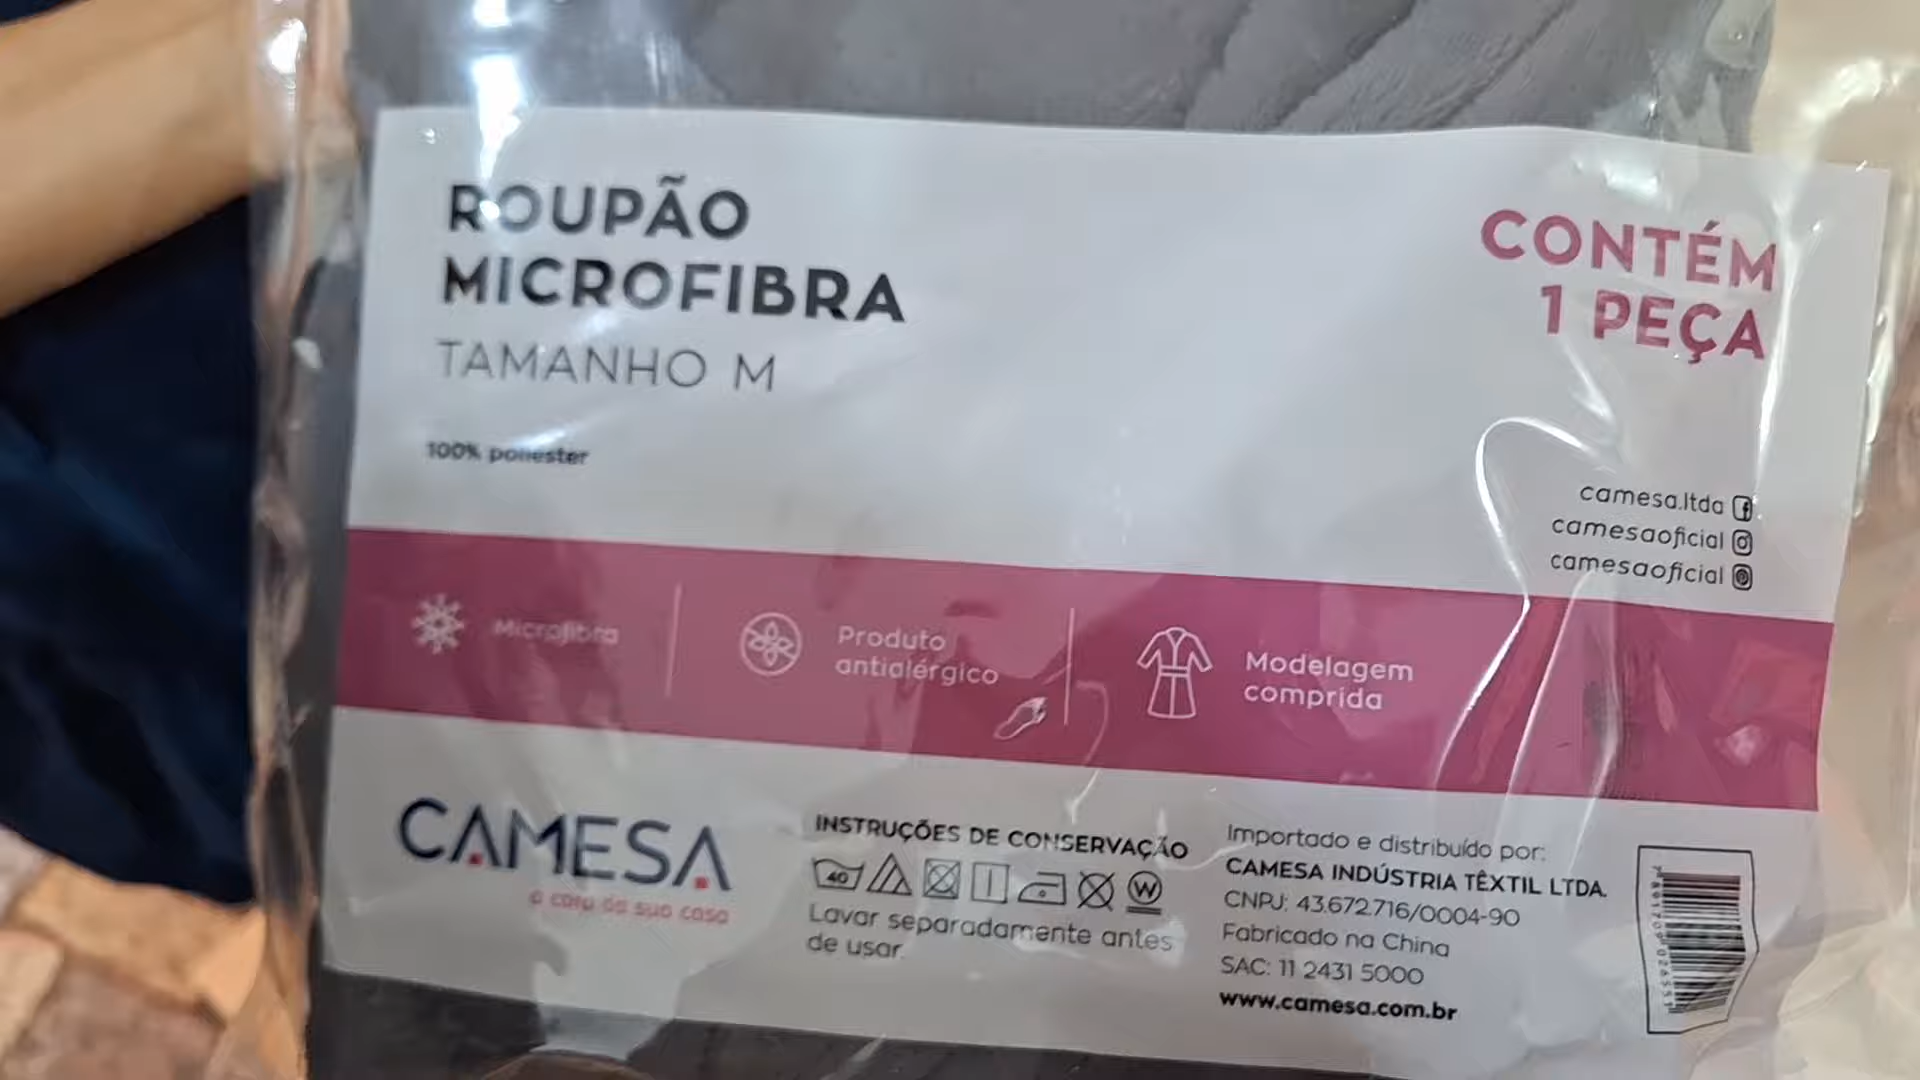 ROUPÃO
MICROFIBRA
TAMANHO M
100% poliester
CONTÉM
1 PEÇA
camesa.ltda
camesaoficial
camesaoficial
Microfibra
Produto
antialérgico
Modelagem
comprida
CAMESA
a cara da sua casa
INSTRUÇÕES DE CONSERVAÇÃO
40
W
Lavar separadamente antes
de usar.
Importado e distribuído por:
CAMESA INDÚSTRIA TÊXTIL LTDA.
CNPJ: 43.672.716/0004-90
Fabricado na China
SAC: 11 2431 5000
www.camesa.com.br